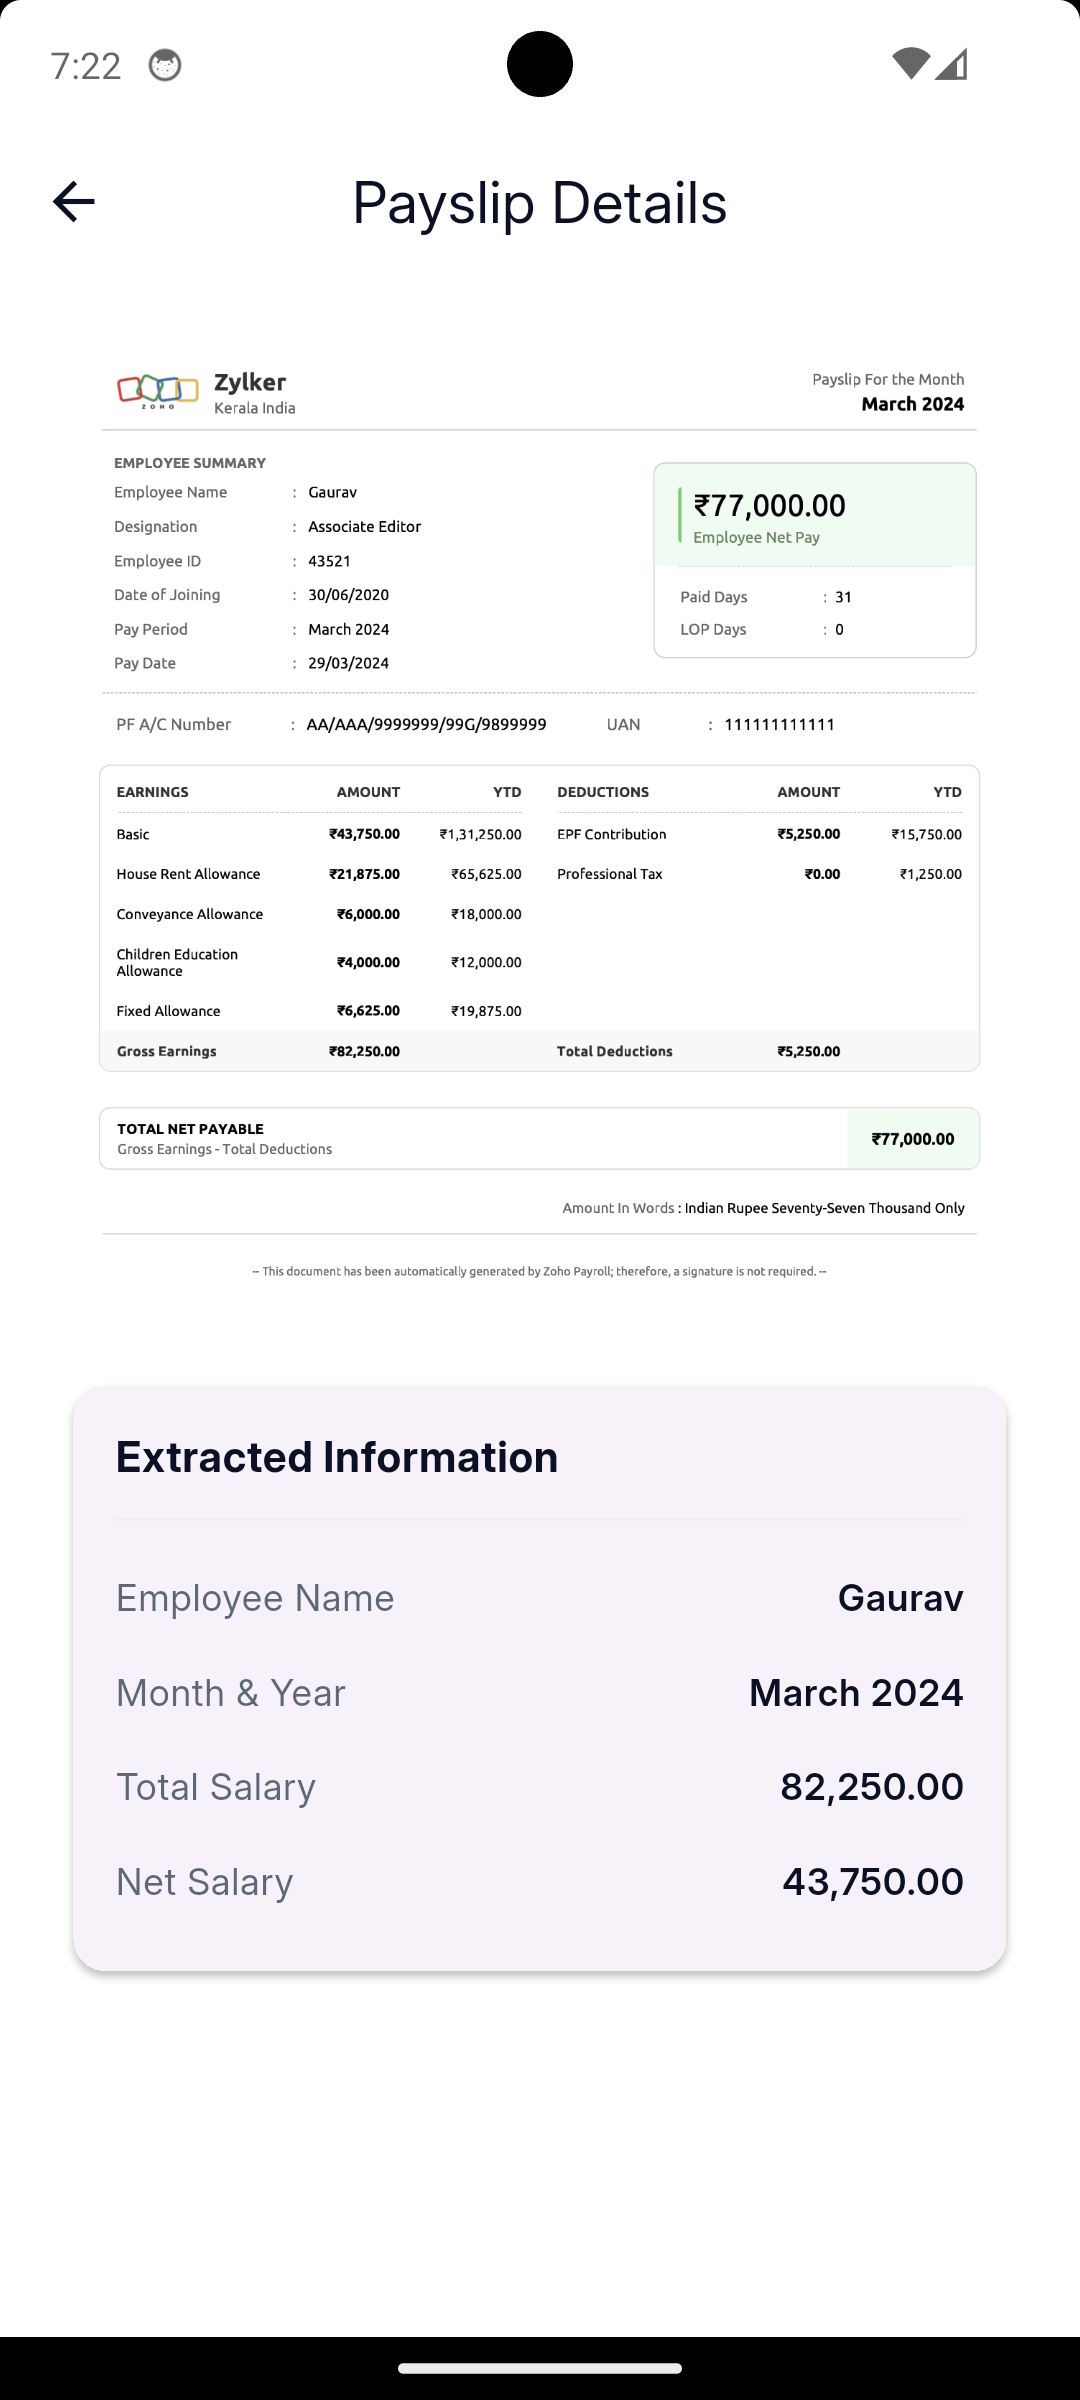 7:22
Payslip Details
ZOHO
Zylker
Kerala India
Payslip For the Month
March 2024
EMPLOYEE SUMMARY
Employee Name : Gaurav
Designation : Associate Editor
Employee ID : 43521
Date of Joining : 30/06/2020
Pay Period : March 2024
Pay Date : 29/03/2024
₹77,000.00
Employee Net Pay
Paid Days : 31
LOP Days : 0
PF A/C Number : AA/AAA/9999999/99G/9899999 UAN : 111111111111
EARNINGS AMOUNT YTD DEDUCTIONS AMOUNT YTD
Basic ₹43,750.00 ₹1,31,250.00 EPF Contribution ₹5,250.00 ₹15,750.00
House Rent Allowance ₹21,875.00 ₹65,625.00 Professional Tax ₹0.00 ₹1,250.00
Conveyance Allowance ₹6,000.00 ₹18,000.00
Children Education
Allowance ₹4,000.00 ₹12,000.00
Fixed Allowance ₹6,625.00 ₹19,875.00
Gross Earnings ₹82,250.00 Total Deductions ₹5,250.00
TOTAL NET PAYABLE
Gross Earnings - Total Deductions
₹77,000.00
Amount In Words : Indian Rupee Seventy-Seven Thousand Only
-- This document has been automatically generated by Zoho Payroll; therefore, a signature is not required. --
Extracted Information
Employee Name Gaurav
Month & Year March 2024
Total Salary 82,250.00
Net Salary 43,750.00